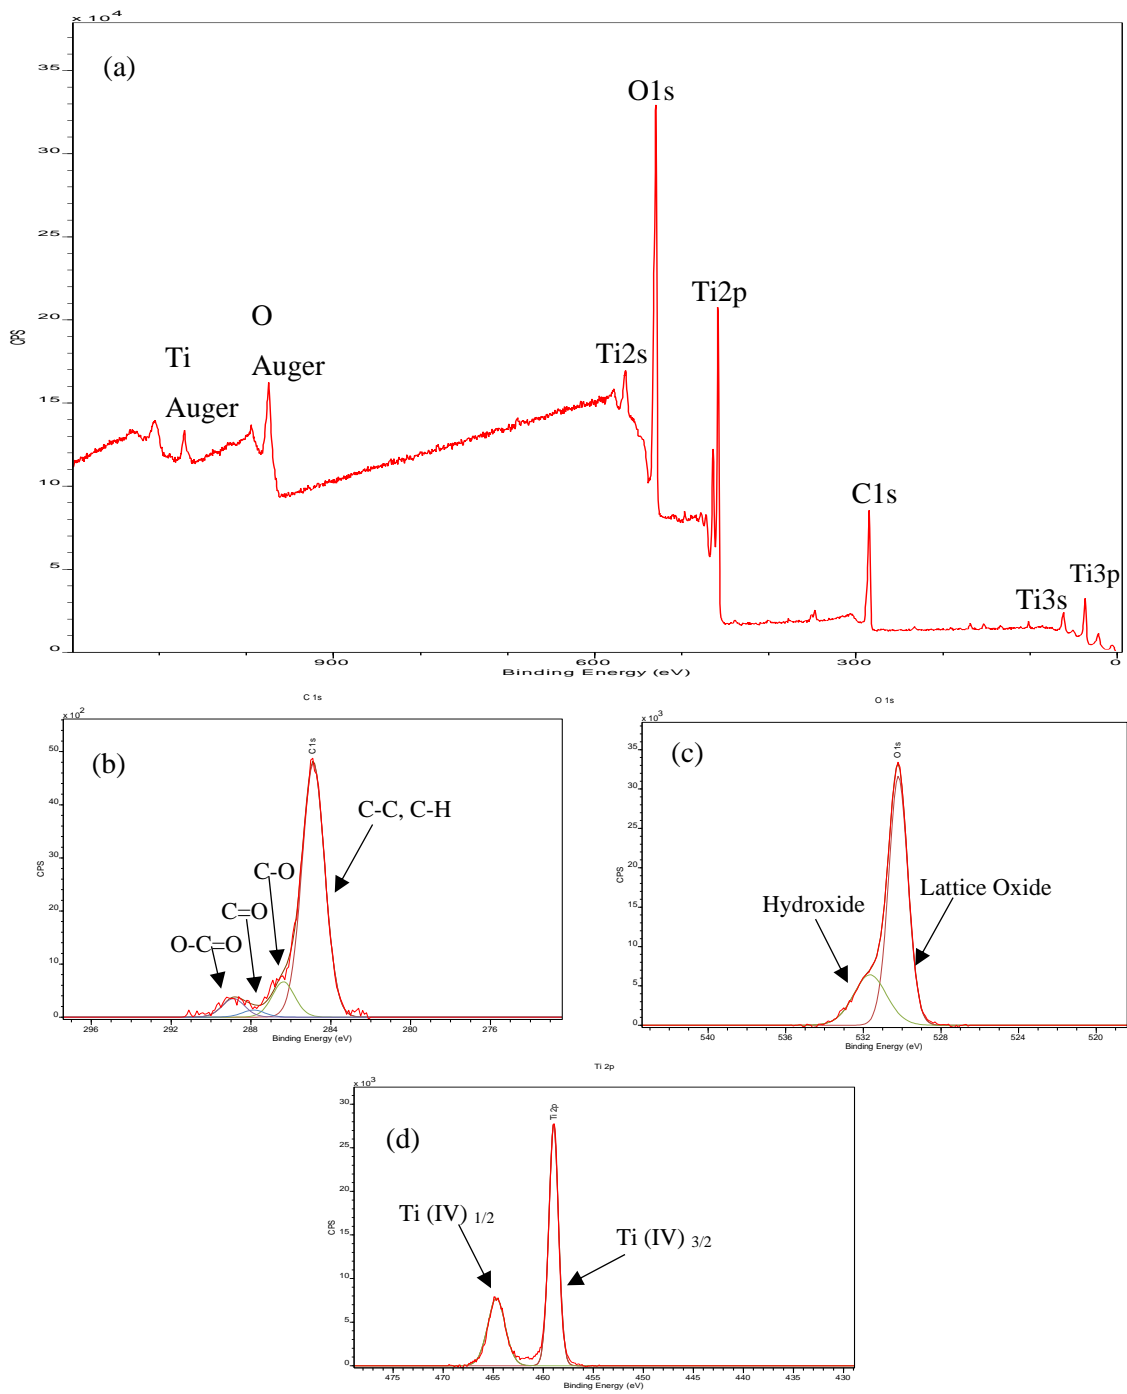 x 10⁴
(a)
35
O1s
30
25
Ti2p
O
20
CPS
Ti2s
Ti
Auger
15
Auger
C1s
10
Ti3p
5
Ti3s
0
900
600
300
0
Binding Energy (eV)
C 1s
O 1s
x 10²
x 10³
50
(b)
C 1s
35
(c)
O 1s
30
40
C-C, C-H
25
30
C-O
CPS
20
CPS
Lattice Oxide
Hydroxide
20
C=O
15
O-C=O
10
10
5
0
0
296
292
288
284
280
276
540
536
532
528
524
520
Binding Energy (eV)
Binding Energy (eV)
Ti 2p
x 10³
30
(d)
Ti 2p
25
20
Ti (IV) 1/2
Ti (IV) 3/2
CPS
15
10
5
0
475
470
465
460
455
450
445
440
435
430
Binding Energy (eV)